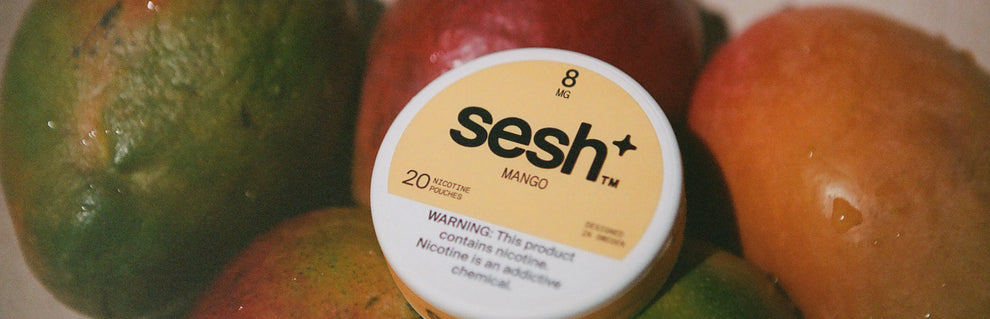 8
MG
sesh+™
MANGO
20 NICOTINE
POUCHES
DESIGNED
IN SWEDEN
WARNING: This product
contains nicotine.
Nicotine is an addictive
chemical.